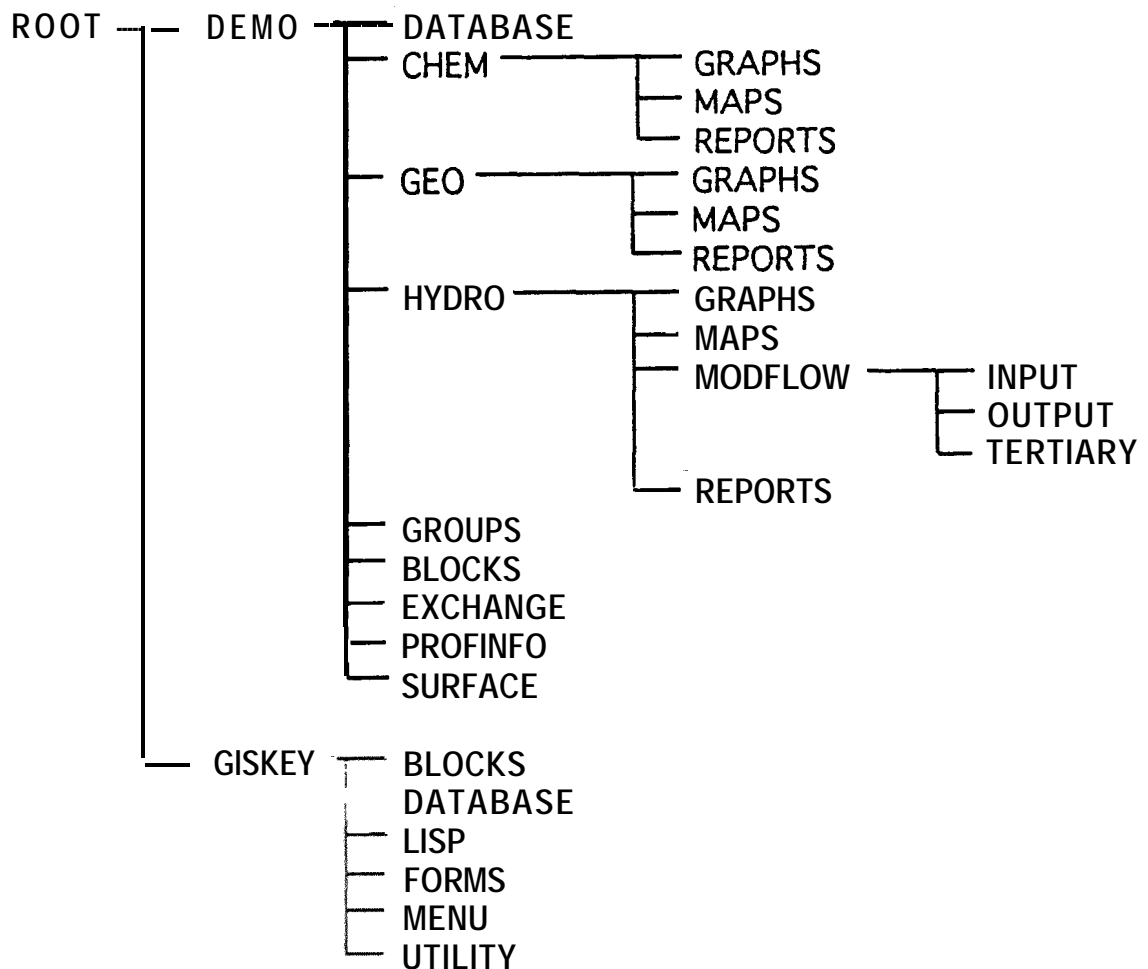 ROOT DEMO DATABASE
CHEM GRAPHS
MAPS
REPORTS
GEO GRAPHS
MAPS
REPORTS
HYDRO GRAPHS
MAPS
MODFLOW INPUT
OUTPUT
TERTIARY
REPORTS
GROUPS
BLOCKS
EXCHANGE
PROFINFO
SURFACE
GISKEY BLOCKS
DATABASE
LISP
FORMS
MENU
UTILITY